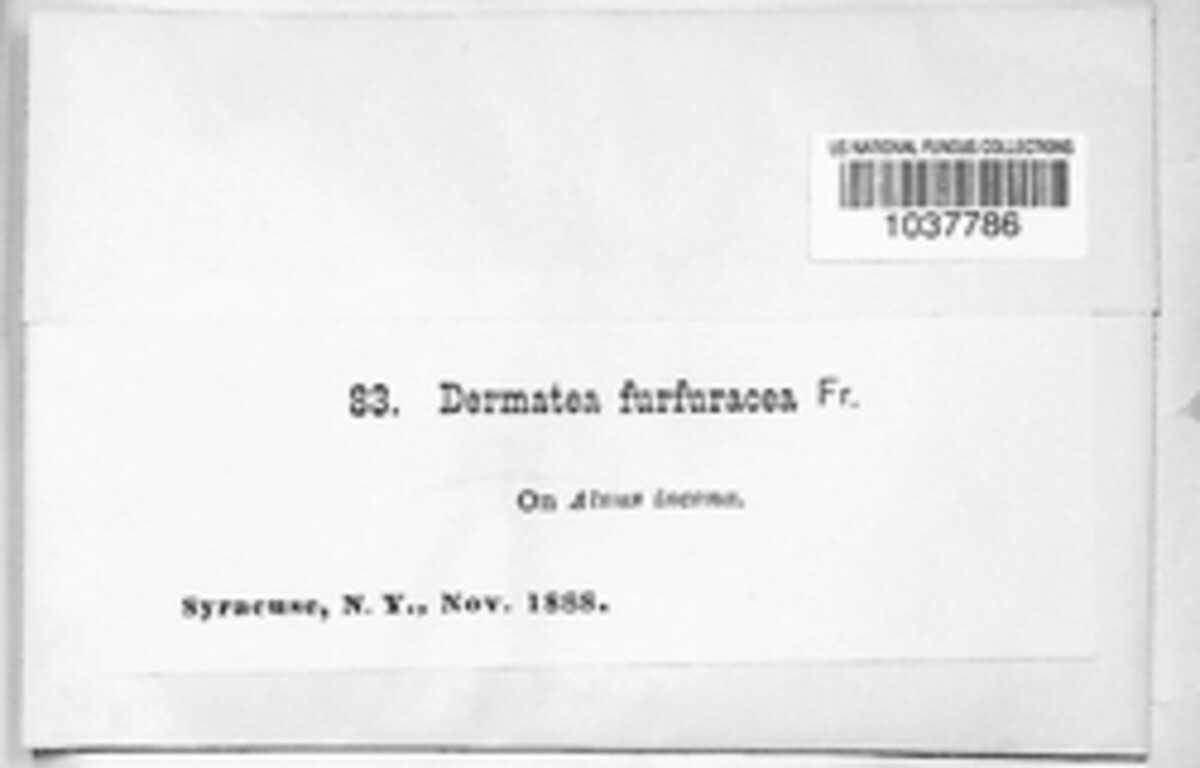 US NATIONAL FUNGUS COLLECTIONS
1037786
83. Dermatea furfuracea Fr.
On Alnus incana.
Syracuse, N. Y., Nov. 1888.